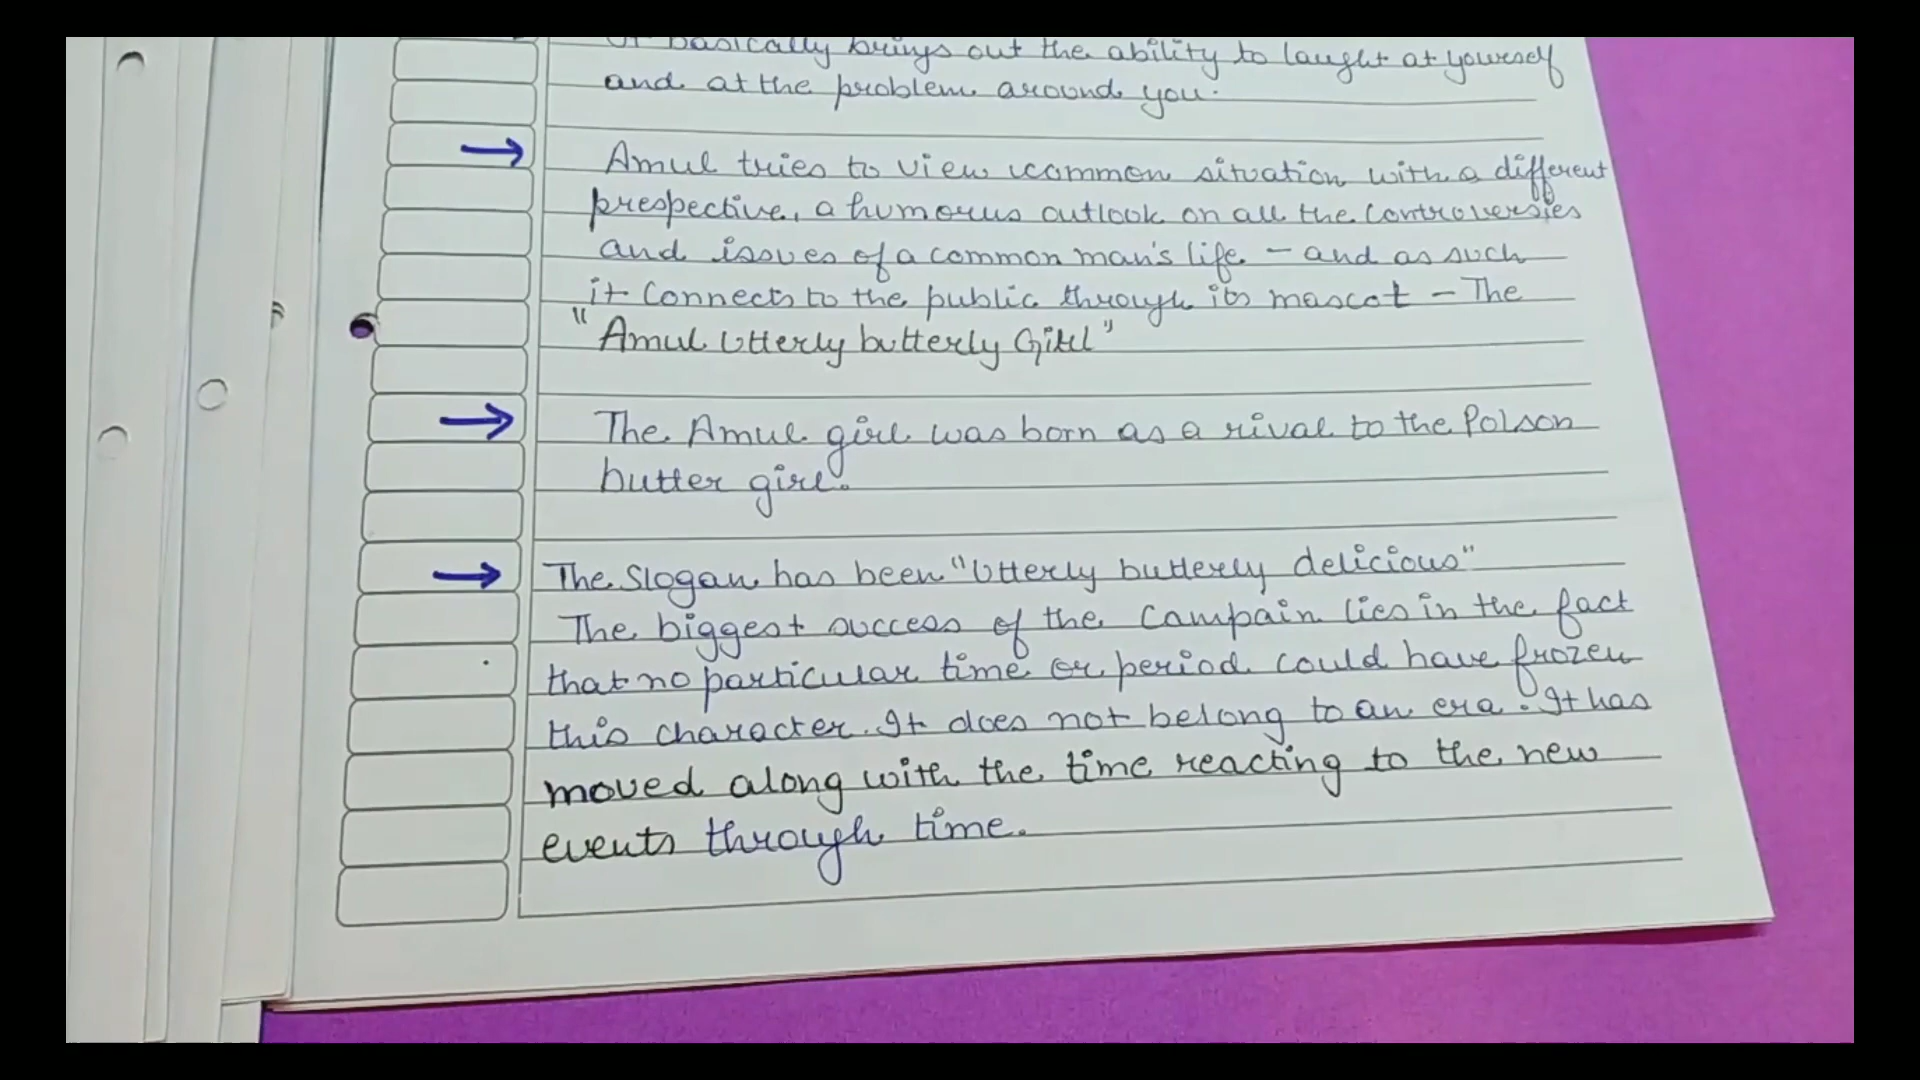 It basically brings out the ability to laught at yourself
and at the problem around you.
Amul tries to view common situation with a different
prespective, a humorus outlook on all the controversies
and issues of a common man's life - and as such
it connects to the public through its mascot - The
"Amul Utterly butterly Girl"
The Amul girl was born as a rival to the Polson
butter girl.
The Slogan has been "Utterly butterly delicious"
The biggest success of the Campain lies in the fact
that no particular time or period could have frozen
this character. It does not belong to an era. It has
moved along with the time reacting to the new
events through time.